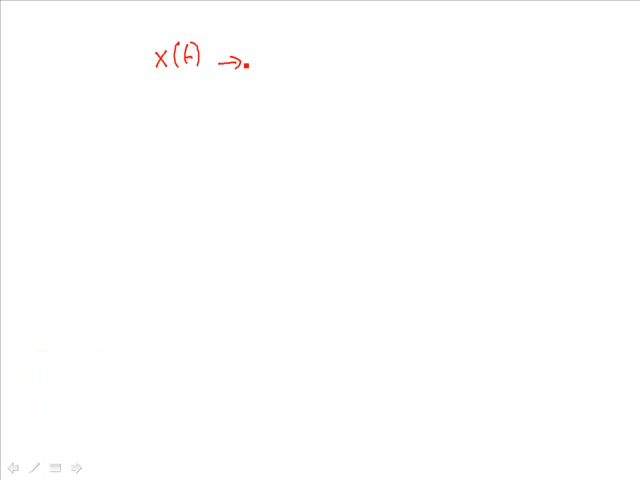 x(t) →